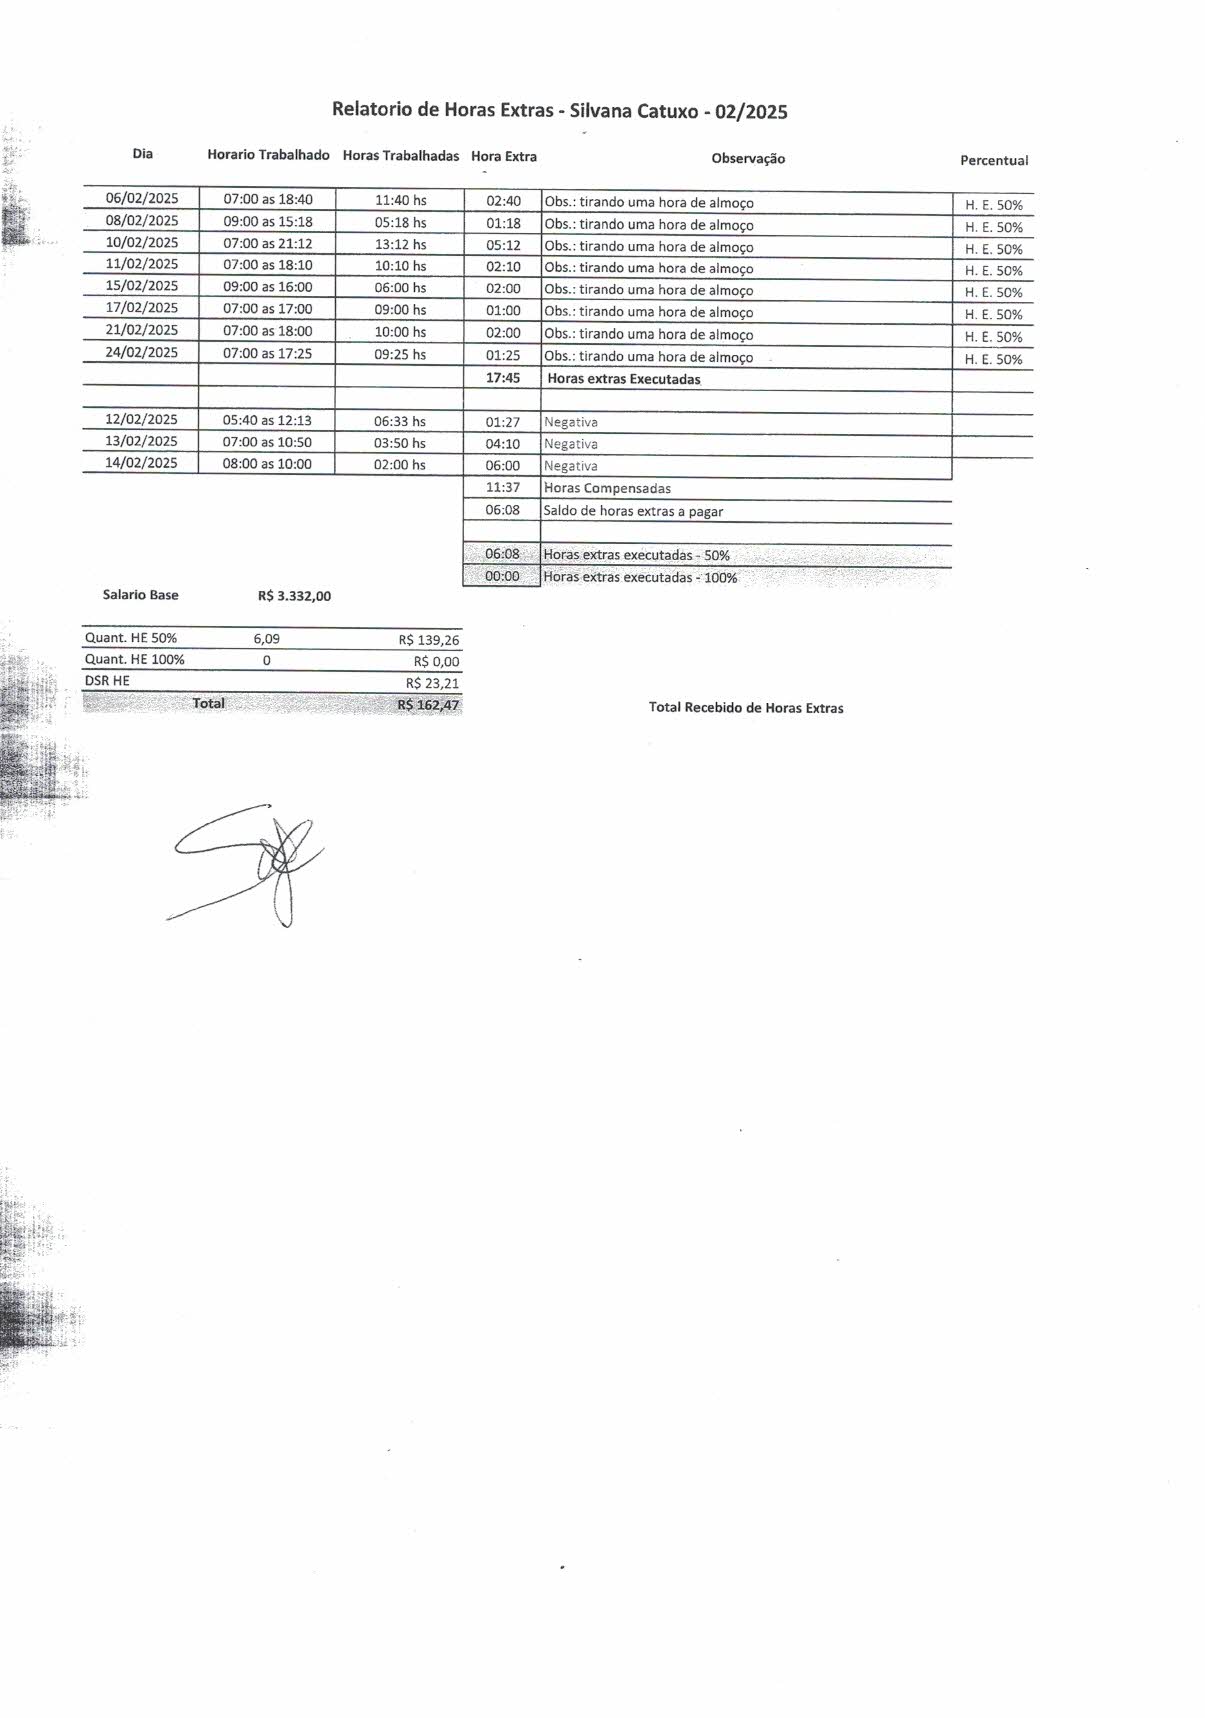 Relatorio de Horas Extras - Silvana Catuxo - 02/2025
Dia Horario Trabalhado Horas Trabalhadas Hora Extra Observação Percentual
06/02/2025 07:00 as 18:40 11:40 hs 02:40 Obs.: tirando uma hora de almoço H. E. 50%
08/02/2025 09:00 as 15:18 05:18 hs 01:18 Obs.: tirando uma hora de almoço H. E. 50%
10/02/2025 07:00 as 21:12 13:12 hs 05:12 Obs.: tirando uma hora de almoço H. E. 50%
11/02/2025 07:00 as 18:10 10:10 hs 02:10 Obs.: tirando uma hora de almoço H. E. 50%
15/02/2025 09:00 as 16:00 06:00 hs 02:00 Obs.: tirando uma hora de almoço H. E. 50%
17/02/2025 07:00 as 17:00 09:00 hs 01:00 Obs.: tirando uma hora de almoço H. E. 50%
21/02/2025 07:00 as 18:00 10:00 hs 02:00 Obs.: tirando uma hora de almoço H. E. 50%
24/02/2025 07:00 as 17:25 09:25 hs 01:25 Obs.: tirando uma hora de almoço H. E. 50%
17:45 Horas extras Executadas
12/02/2025 05:40 as 12:13 06:33 hs 01:27 Negativa
13/02/2025 07:00 as 10:50 03:50 hs 04:10 Negativa
14/02/2025 08:00 as 10:00 02:00 hs 06:00 Negativa
11:37 Horas Compensadas
06:08 Saldo de horas extras a pagar
06:08 Horas extras executadas - 50%
00:00 Horas extras executadas - 100%
Salario Base R$ 3.332,00
Quant. HE 50% 6,09 R$ 139,26
Quant. HE 100% 0 R$ 0,00
DSR HE R$ 23,21
Total R$ 162,47 Total Recebido de Horas Extras